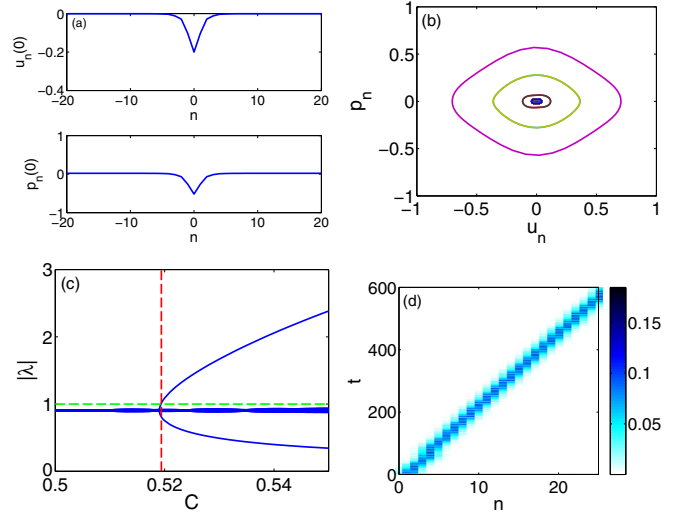 (a)
0
−0.2
−0.4
u_n(0)
−20 −10 0 10 20
n
1
0
−1
p_n(0)
−20 −10 0 10 20
n
(b)
1
0.5
0
−0.5
−1
p_n
−1 −0.5 0 0.5 1
u_n
(c)
3
2
1
0
|λ|
0.5 0.52 0.54
C
(d)
600
400
200
0
t
0 10 20
n
0.15
0.1
0.05